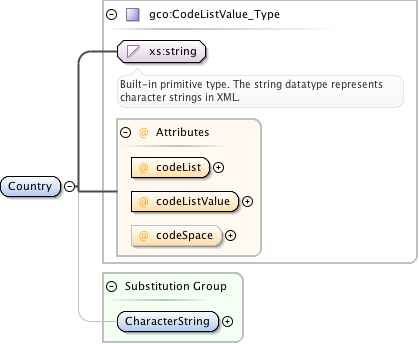 gco:CodeListValue_Type
xs:string
Built-in primitive type. The string datatype represents
character strings in XML.
@ Attributes
@ codeList
Country
@ codeListValue
@ codeSpace
Substitution Group
CharacterString